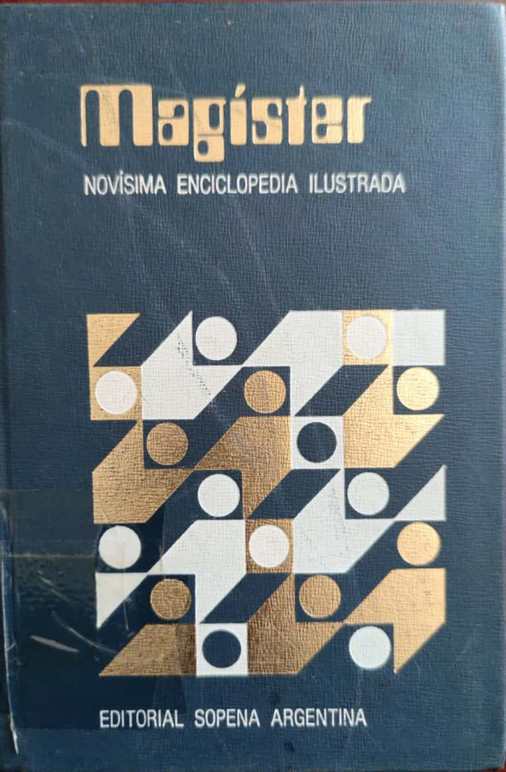 Magíster
NOVÍSIMA ENCICLOPEDIA ILUSTRADA
EDITORIAL SOPENA ARGENTINA